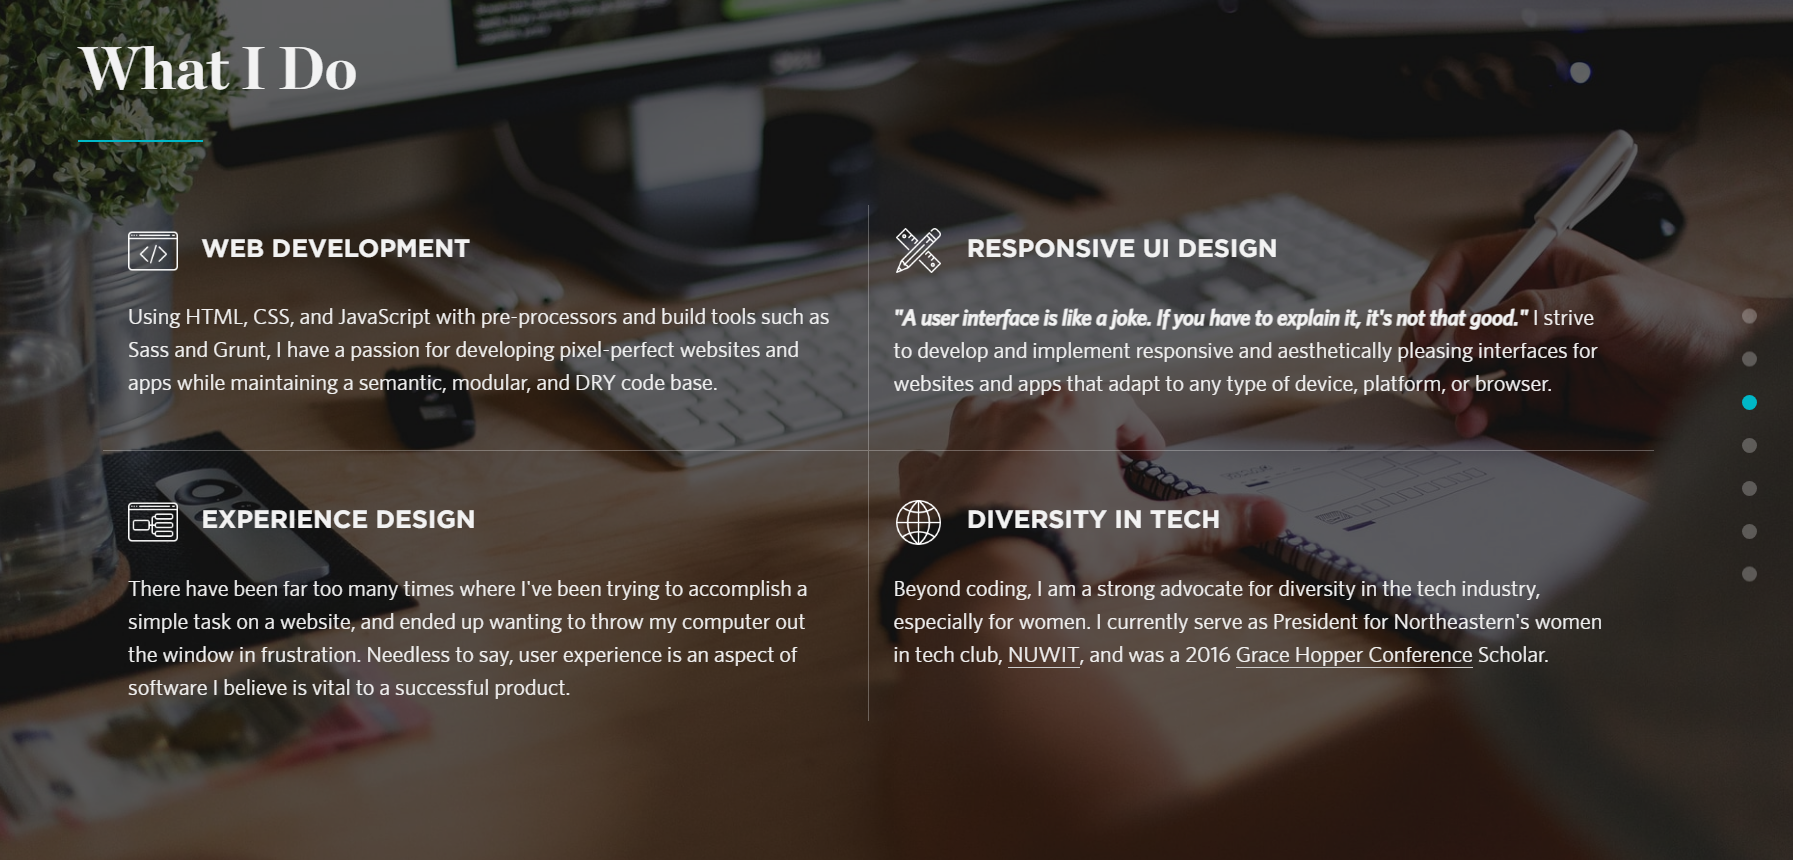 What I Do
WEB DEVELOPMENT
Using HTML, CSS, and JavaScript with pre-processors and build tools such as
Sass and Grunt, I have a passion for developing pixel-perfect websites and
apps while maintaining a semantic, modular, and DRY code base.
RESPONSIVE UI DESIGN
"A user interface is like a joke. If you have to explain it, it's not that good." I strive
to develop and implement responsive and aesthetically pleasing interfaces for
websites and apps that adapt to any type of device, platform, or browser.
EXPERIENCE DESIGN
There have been far too many times where I've been trying to accomplish a
simple task on a website, and ended up wanting to throw my computer out
the window in frustration. Needless to say, user experience is an aspect of
software I believe is vital to a successful product.
DIVERSITY IN TECH
Beyond coding, I am a strong advocate for diversity in the tech industry,
especially for women. I currently serve as President for Northeastern's women
in tech club, NUWIT, and was a 2016 Grace Hopper Conference Scholar.